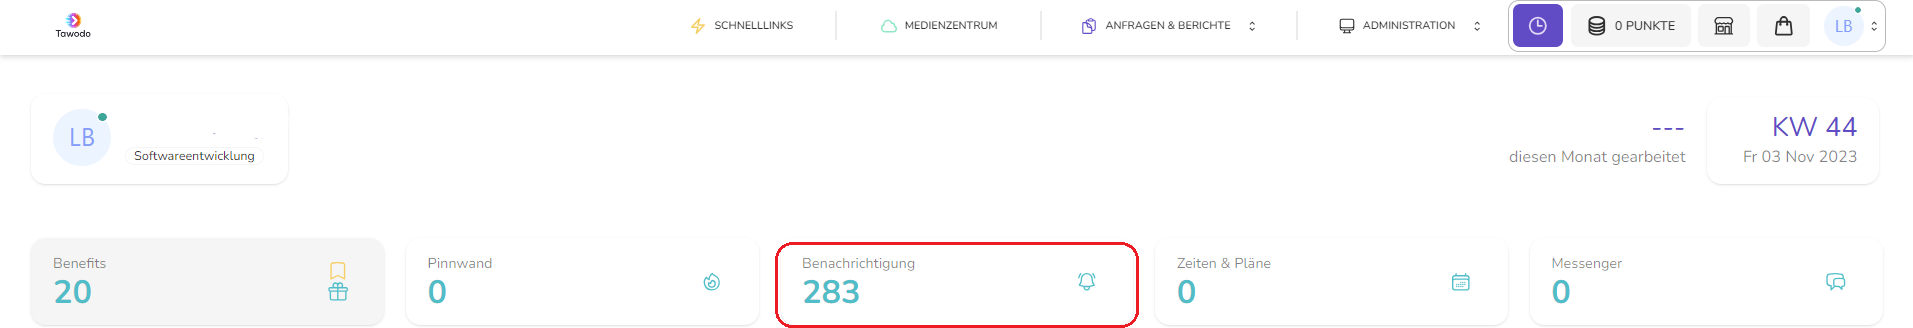 Tawodo
SCHNELLLINKS
MEDIENZENTRUM
ANFRAGEN & BERICHTE
ADMINISTRATION
0 PUNKTE
LB
LB
Softwareentwicklung
---
diesen Monat gearbeitet
KW 44
Fr 03 Nov 2023
Benefits
20
Pinnwand
0
Benachrichtigung
283
Zeiten & Pläne
0
Messenger
0